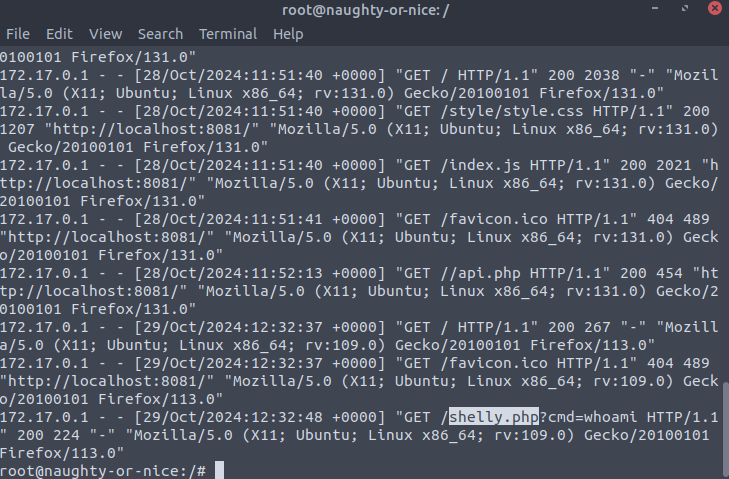 root@naughty-or-nice: /
File Edit View Search Terminal Help
0100101 Firefox/131.0"
172.17.0.1 - - [28/Oct/2024:11:51:40 +0000] "GET / HTTP/1.1" 200 2038 "-" "Mozil
la/5.0 (X11; Ubuntu; Linux x86_64; rv:131.0) Gecko/20100101 Firefox/131.0"
172.17.0.1 - - [28/Oct/2024:11:51:40 +0000] "GET /style/style.css HTTP/1.1" 200
1207 "http://localhost:8081/" "Mozilla/5.0 (X11; Ubuntu; Linux x86_64; rv:131.0)
 Gecko/20100101 Firefox/131.0"
172.17.0.1 - - [28/Oct/2024:11:51:40 +0000] "GET /index.js HTTP/1.1" 200 2021 "h
ttp://localhost:8081/" "Mozilla/5.0 (X11; Ubuntu; Linux x86_64; rv:131.0) Gecko/
20100101 Firefox/131.0"
172.17.0.1 - - [28/Oct/2024:11:51:41 +0000] "GET /favicon.ico HTTP/1.1" 404 489
"http://localhost:8081/" "Mozilla/5.0 (X11; Ubuntu; Linux x86_64; rv:131.0) Geck
o/20100101 Firefox/131.0"
172.17.0.1 - - [28/Oct/2024:11:52:13 +0000] "GET //api.php HTTP/1.1" 200 454 "ht
tp://localhost:8081/" "Mozilla/5.0 (X11; Ubuntu; Linux x86_64; rv:131.0) Gecko/2
0100101 Firefox/131.0"
172.17.0.1 - - [29/Oct/2024:12:32:37 +0000] "GET / HTTP/1.1" 200 267 "-" "Mozill
a/5.0 (X11; Ubuntu; Linux x86_64; rv:109.0) Gecko/20100101 Firefox/113.0"
172.17.0.1 - - [29/Oct/2024:12:32:37 +0000] "GET /favicon.ico HTTP/1.1" 404 489
"http://localhost:8081/" "Mozilla/5.0 (X11; Ubuntu; Linux x86_64; rv:109.0) Geck
o/20100101 Firefox/113.0"
172.17.0.1 - - [29/Oct/2024:12:32:48 +0000] "GET /shelly.php?cmd=whoami HTTP/1.1
" 200 224 "-" "Mozilla/5.0 (X11; Ubuntu; Linux x86_64; rv:109.0) Gecko/20100101
Firefox/113.0"
root@naughty-or-nice:/#